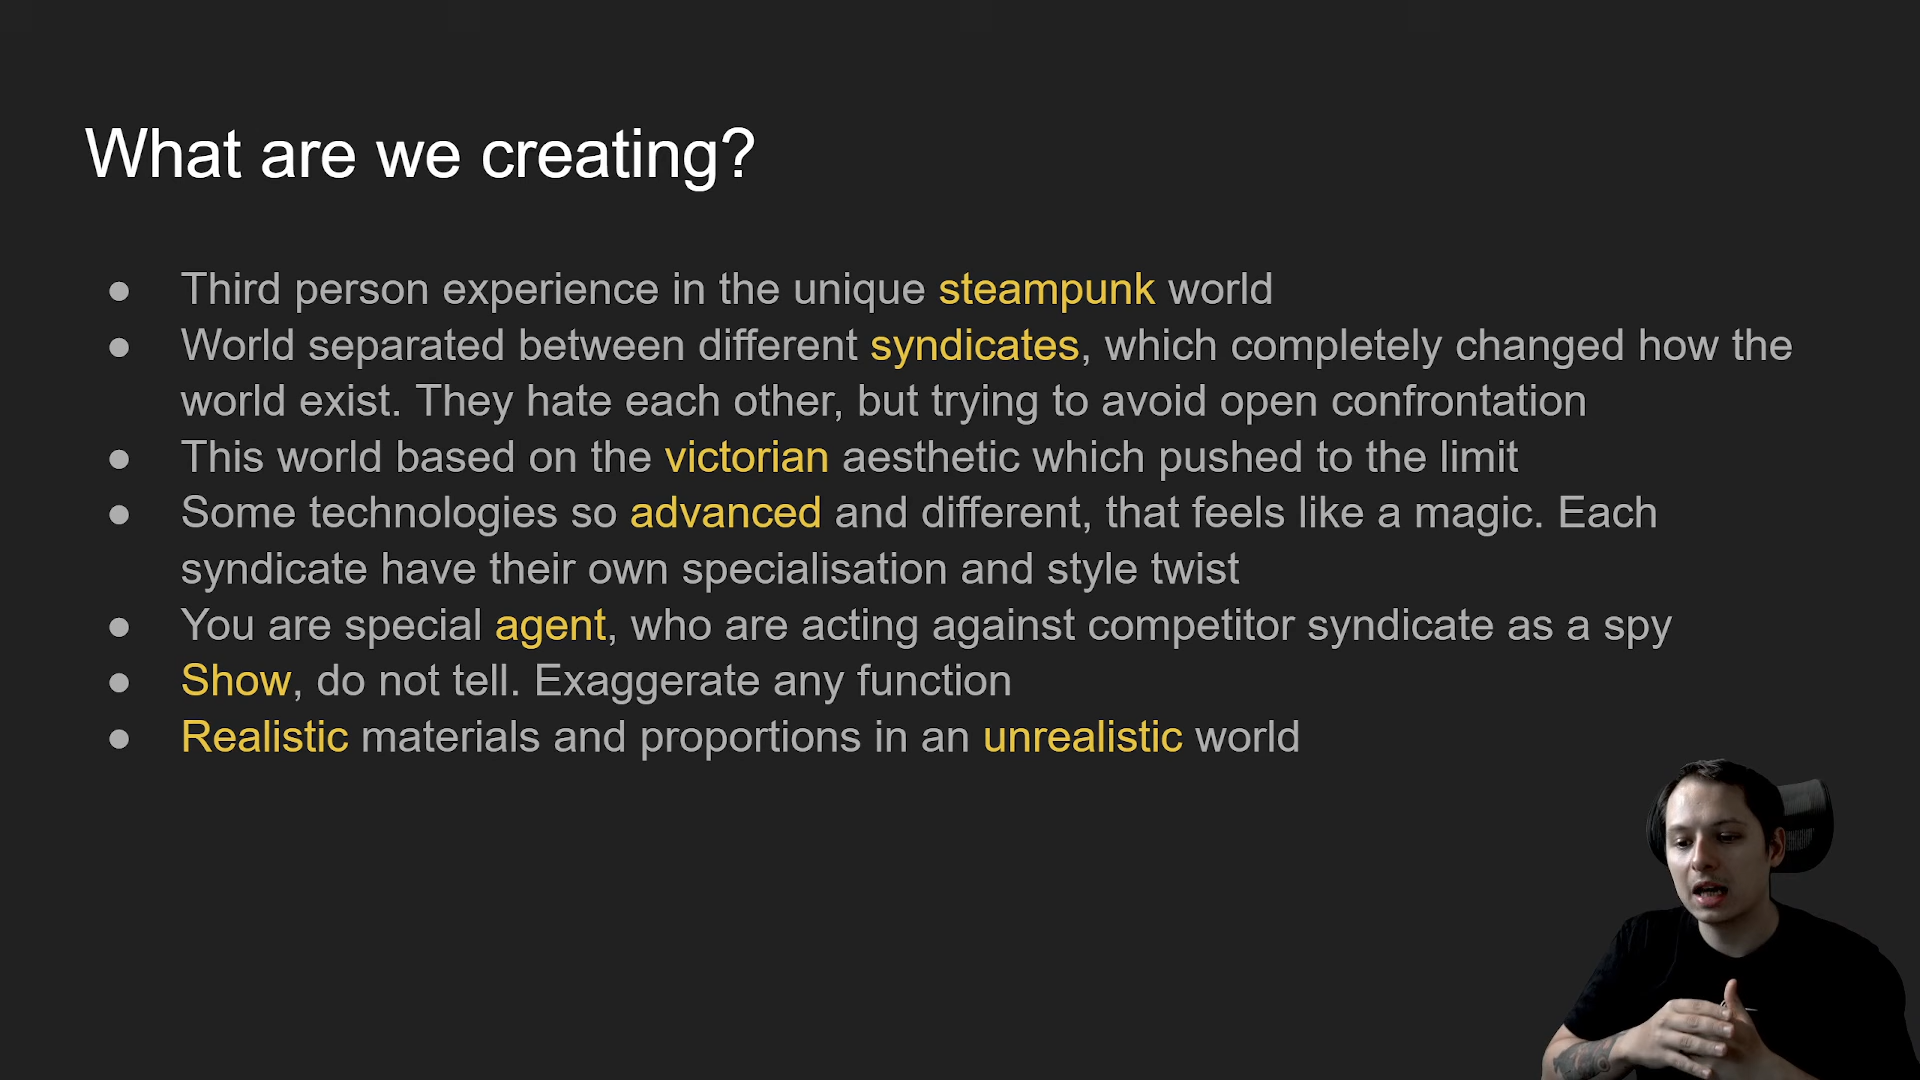 What are we creating?
● Third person experience in the unique steampunk world
● World separated between different syndicates, which completely changed how the
world exist. They hate each other, but trying to avoid open confrontation
● This world based on the victorian aesthetic which pushed to the limit
● Some technologies so advanced and different, that feels like a magic. Each
syndicate have their own specialisation and style twist
● You are special agent, who are acting against competitor syndicate as a spy
● Show, do not tell. Exaggerate any function
● Realistic materials and proportions in an unrealistic world